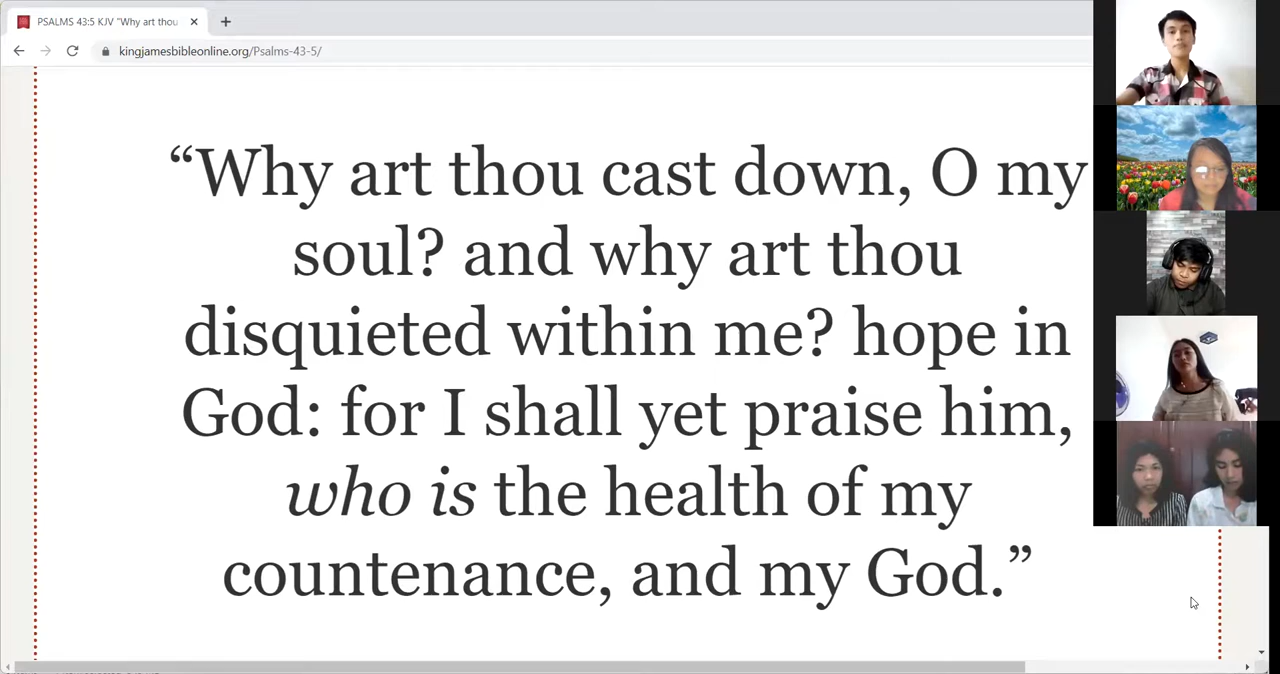 PSALMS 43:5 KJV "Why art thou
kingjamesbibleonline.org/Psalms-43-5/
“Why art thou cast down, O my
soul? and why art thou
disquieted within me? hope in
God: for I shall yet praise him,
who is the health of my
countenance, and my God.”